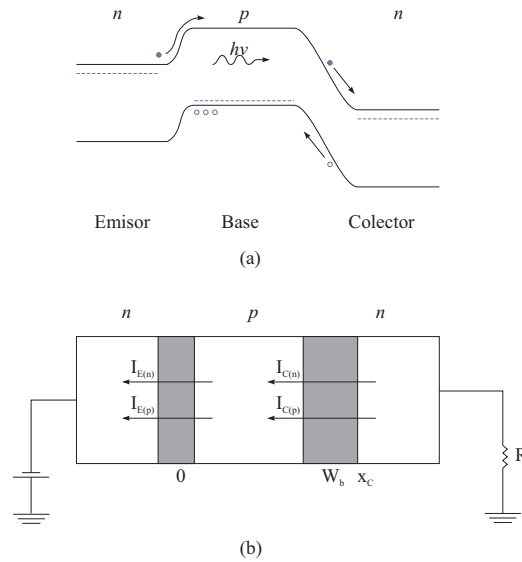 n p n
hν
Emisor Base Colector
(a)
n p n
I_E(n) I_C(n)
I_E(p) I_C(p)
0 W_b x_C
R
(b)